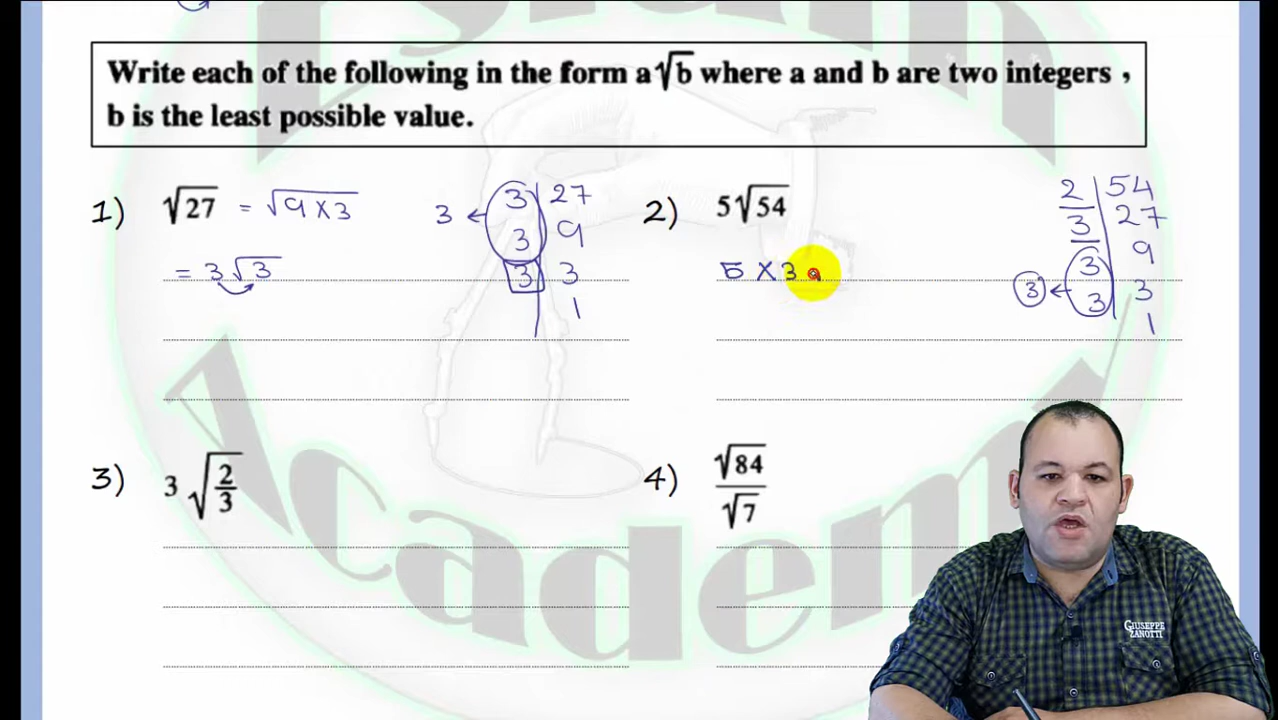 Write each of the following in the form a√b where a and b are two integers ,
b is the least possible value.
1) √27 = √9×3
= 3√3
3 | 27
3 ← 3 | 9
3 | 3
1
2) 5√54
5 × 3
2 | 54
3 | 27
3 | 9
3 ← 3 | 3
1
3) 3 √2/3
4) √84/√7
Academy
GIUSEPPE
ZANOTTI